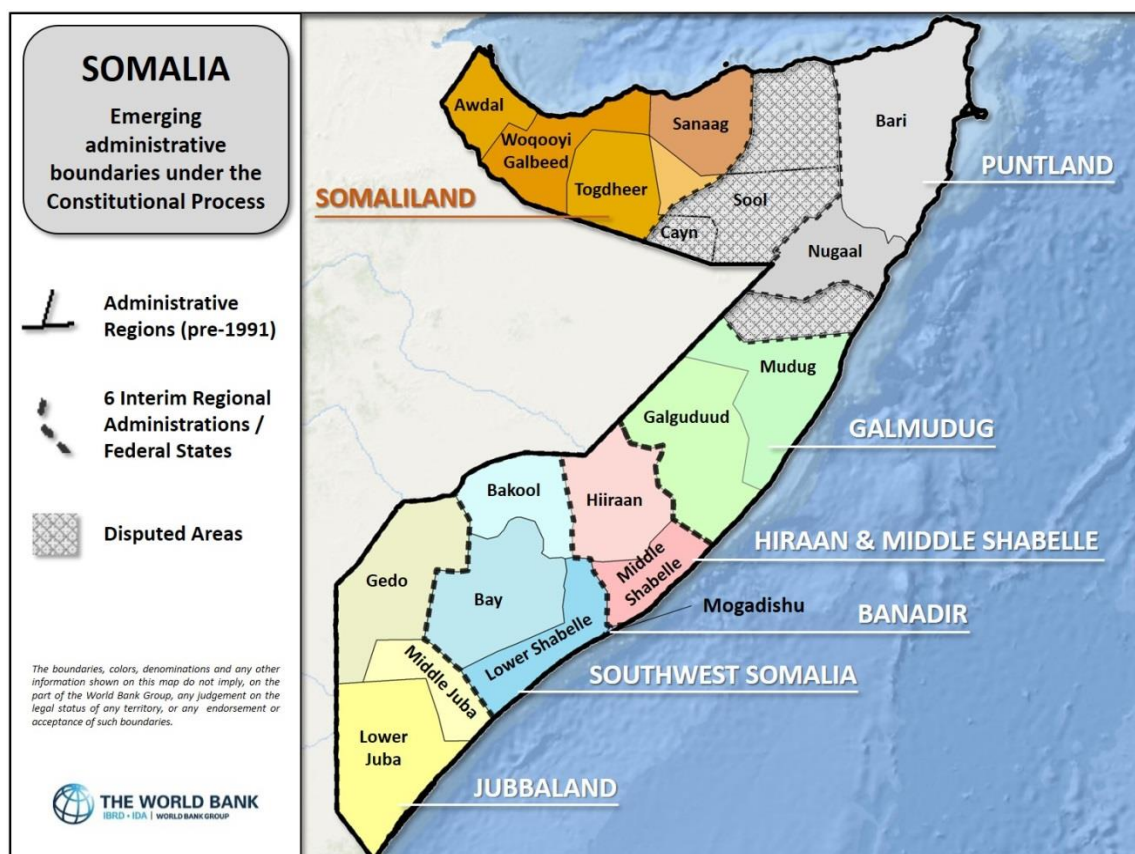 SOMALIA
Emerging
administrative
boundaries under the
Constitutional Process
Administrative
Regions (pre-1991)
6 Interim Regional
Administrations /
Federal States
Disputed Areas
The boundaries, colors, denominations and any other
information shown on this map do not imply, on the
part of the World Bank Group, any judgement on the
legal status of any territory, or any endorsement or
acceptance of such boundaries.
THE WORLD BANK
IBRD • IDA | WORLD BANK GROUP
Awdal
Woqooyi
Galbeed
Sanaag
Bari
PUNTLAND
Togdheer
SOMALILAND
Sool
Cayn
Nugaal
Mudug
Galguduud
GALMUDUG
Bakool
Hiiraan
HIRAAN & MIDDLE SHABELLE
Middle
Shabelle
Gedo
Bay
Mogadishu
BANADIR
Lower Shabelle
SOUTHWEST SOMALIA
Middle Juba
Lower
Juba
JUBBALAND